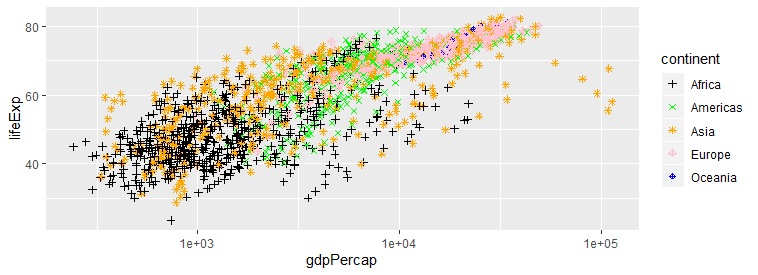 80
60
40
lifeExp
1e+03
1e+04
1e+05
gdpPercap
continent
Africa
Americas
Asia
Europe
Oceania